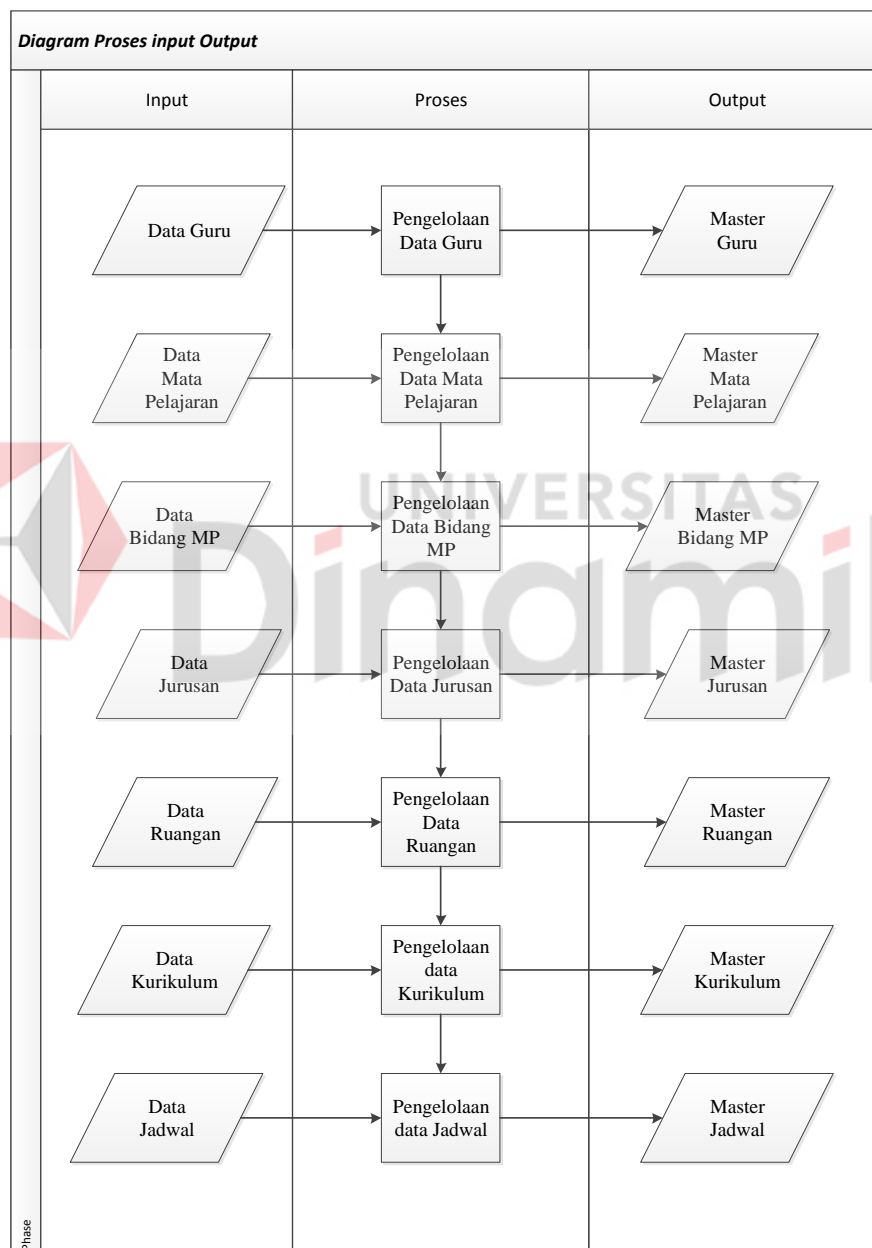 Diagram Proses input Output
Input
Proses
Output
Data Guru
Pengelolaan
Data Guru
Master
Guru
Data
Mata
Pelajaran
Pengelolaan
Data Mata
Pelajaran
Master
Mata
Pelajaran
UNIVERSITAS
Dinami
Data
Bidang MP
Pengelolaan
Data Bidang
MP
Master
Bidang MP
Data
Jurusan
Pengelolaan
Data Jurusan
Master
Jurusan
Data
Ruangan
Pengelolaan
Data
Ruangan
Master
Ruangan
Data
Kurikulum
Pengelolaan
data
Kurikulum
Master
Kurikulum
Data
Jadwal
Pengelolaan
data Jadwal
Master
Jadwal
Phase